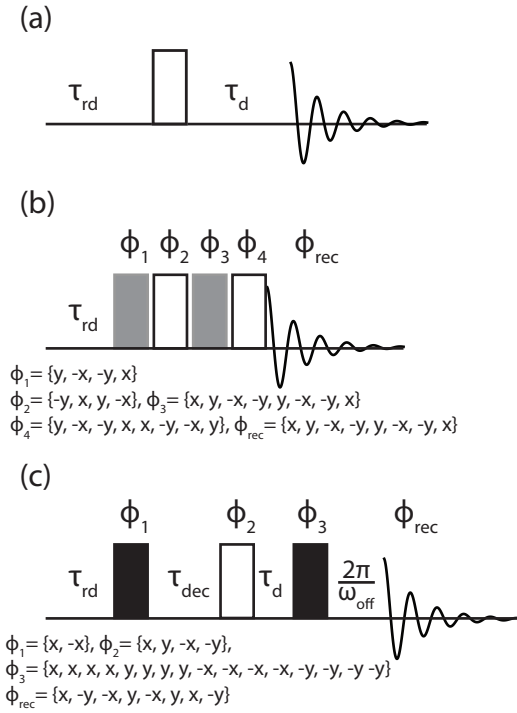 (a)
τrd τd
(b)
ϕ1 ϕ2 ϕ3 ϕ4 ϕrec
τrd
ϕ1= {y, -x, -y, x}
ϕ2= {-y, x, y, -x}, ϕ3= {x, y, -x, -y, y, -x, -y, x}
ϕ4= {y, -x, -y, x, x, -y, -x, y}, ϕrec= {x, y, -x, -y, y, -x, -y, x}
(c)
ϕ1 ϕ2 ϕ3 ϕrec
τrd τdec τd 2π/ωoff
ϕ1= {x, -x}, ϕ2= {x, y, -x, -y},
ϕ3= {x, x, x, x, y, y, y, y, -x, -x, -x, -x, -y, -y, -y -y}
ϕrec= {x, -y, -x, y, -x, y, x, -y}